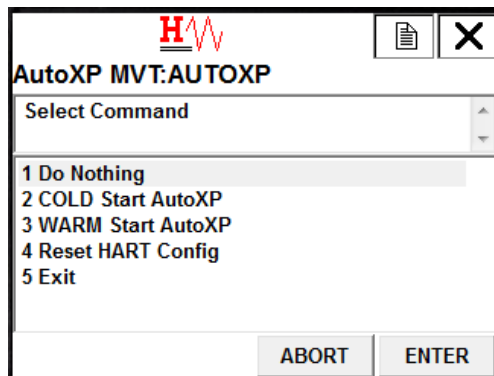 H
AutoXP MVT:AUTOXP
Select Command
1 Do Nothing
2 COLD Start AutoXP
3 WARM Start AutoXP
4 Reset HART Config
5 Exit
ABORT ENTER